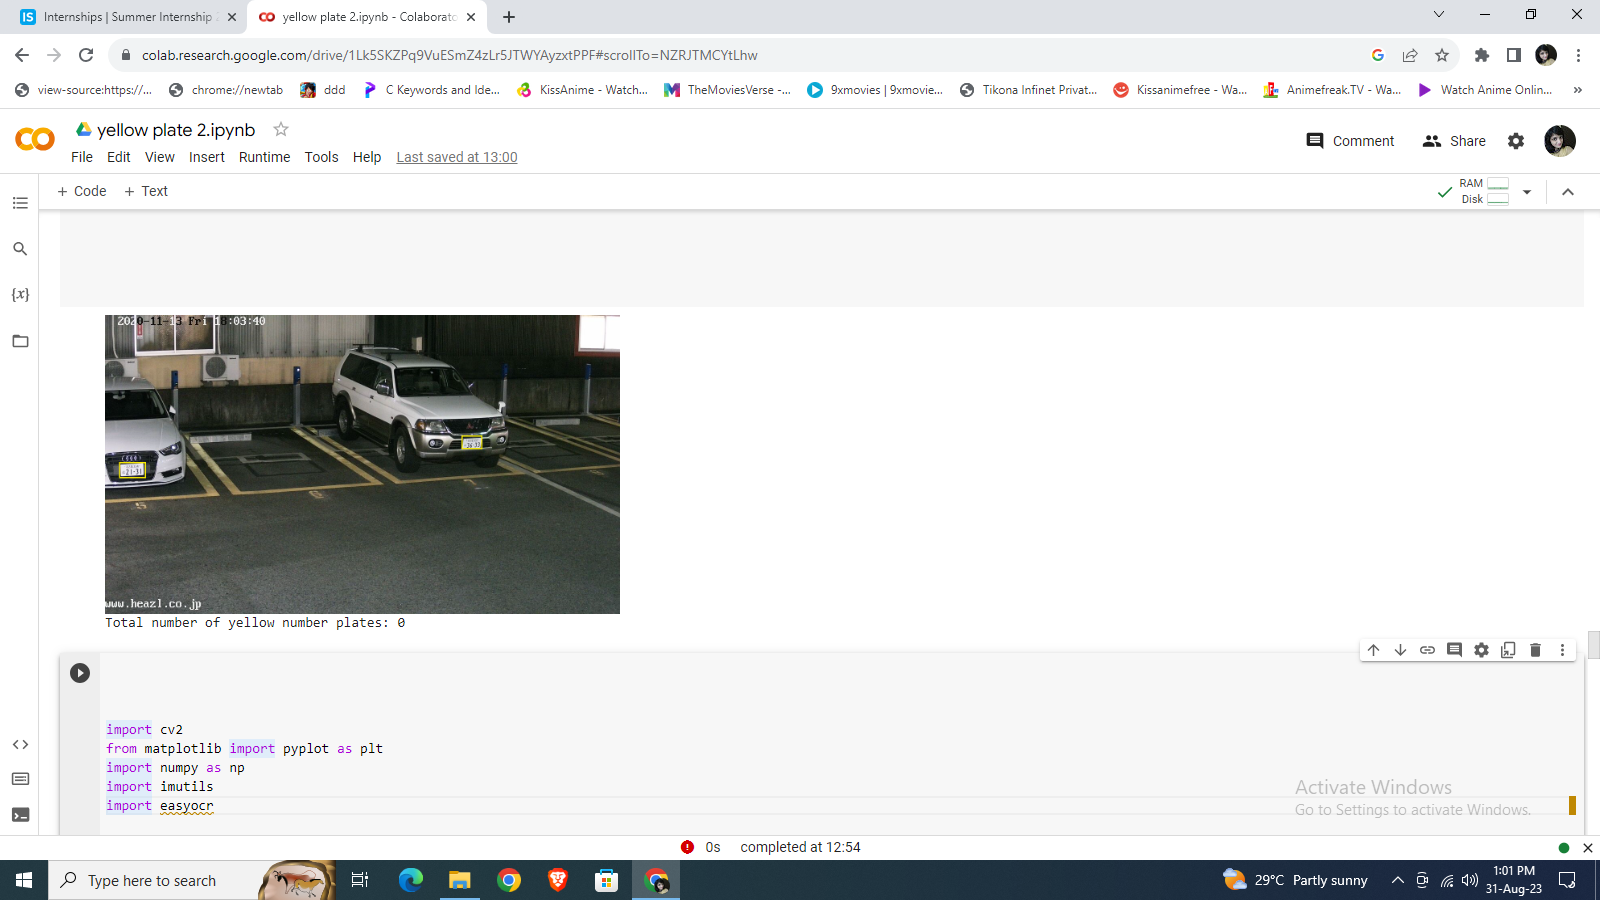 Internships | Summer Internship
yellow plate 2.ipynb - Colaborato
colab.research.google.com/drive/1Lk5SKZPq9VuESmZ4zLr5JTWYAyzxtPPF#scrollTo=NZRJTMCYtLhw
view-source:https://...
chrome://newtab
ddd
C Keywords and Ide...
KissAnime - Watch...
TheMoviesVerse -...
9xmovies | 9xmovie...
Tikona Infinet Privat...
Kissanimefree - Wa...
Animefreak.TV - Wa...
Watch Anime Onlin...
»
yellow plate 2.ipynb
File Edit View Insert Runtime Tools Help Last saved at 13:00
Comment
Share
+ Code + Text
RAM
Disk
2020-11-13 Fri 18:03:40
www.heazl.co.jp
Total number of yellow number plates: 0
import cv2
from matplotlib import pyplot as plt
import numpy as np
import imutils
import easyocr
Activate Windows
Go to Settings to activate Windows.
0s completed at 12:54
Type here to search
29°C Partly sunny
1:01 PM
31-Aug-23